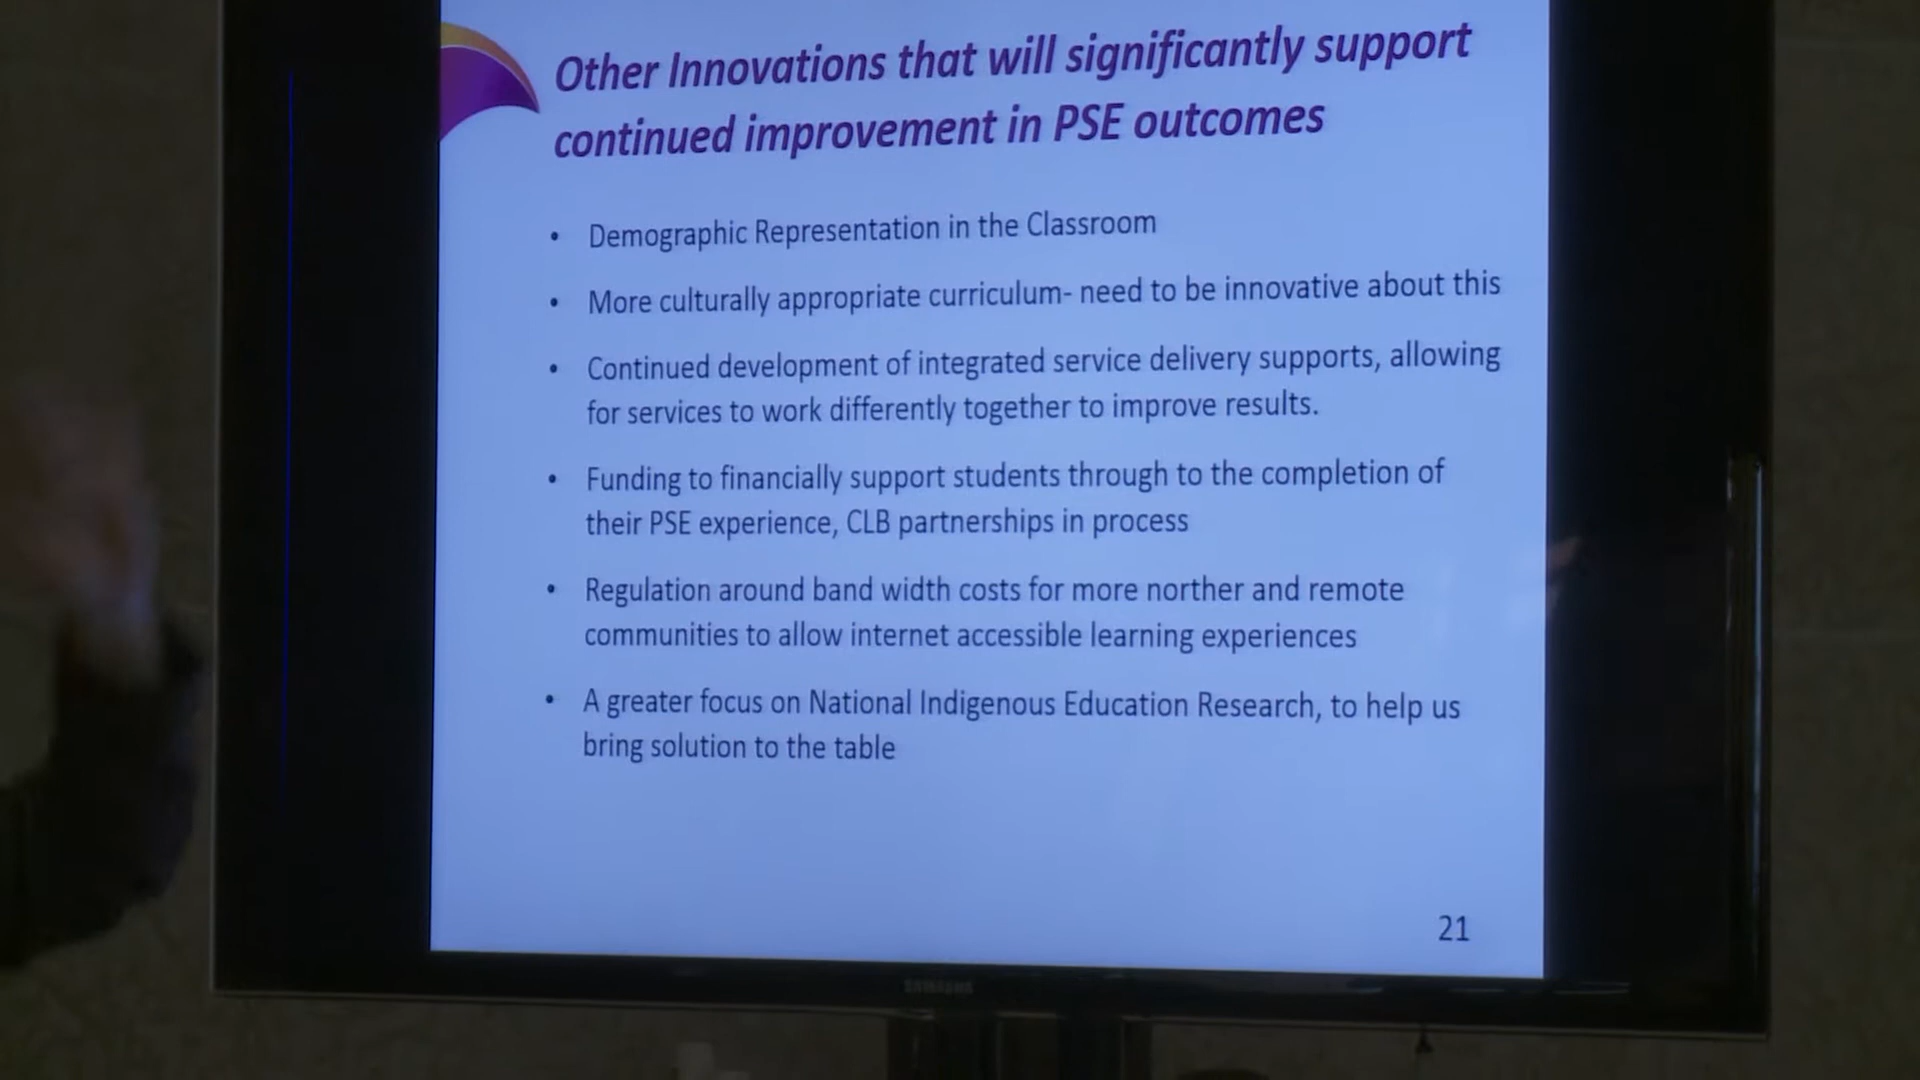 Other Innovations that will significantly support
continued improvement in PSE outcomes
• Demographic Representation in the Classroom
• More culturally appropriate curriculum- need to be innovative about this
• Continued development of integrated service delivery supports, allowing
for services to work differently together to improve results.
• Funding to financially support students through to the completion of
their PSE experience, CLB partnerships in process
• Regulation around band width costs for more norther and remote
communities to allow internet accessible learning experiences
• A greater focus on National Indigenous Education Research, to help us
bring solution to the table
21
SAMSUNG